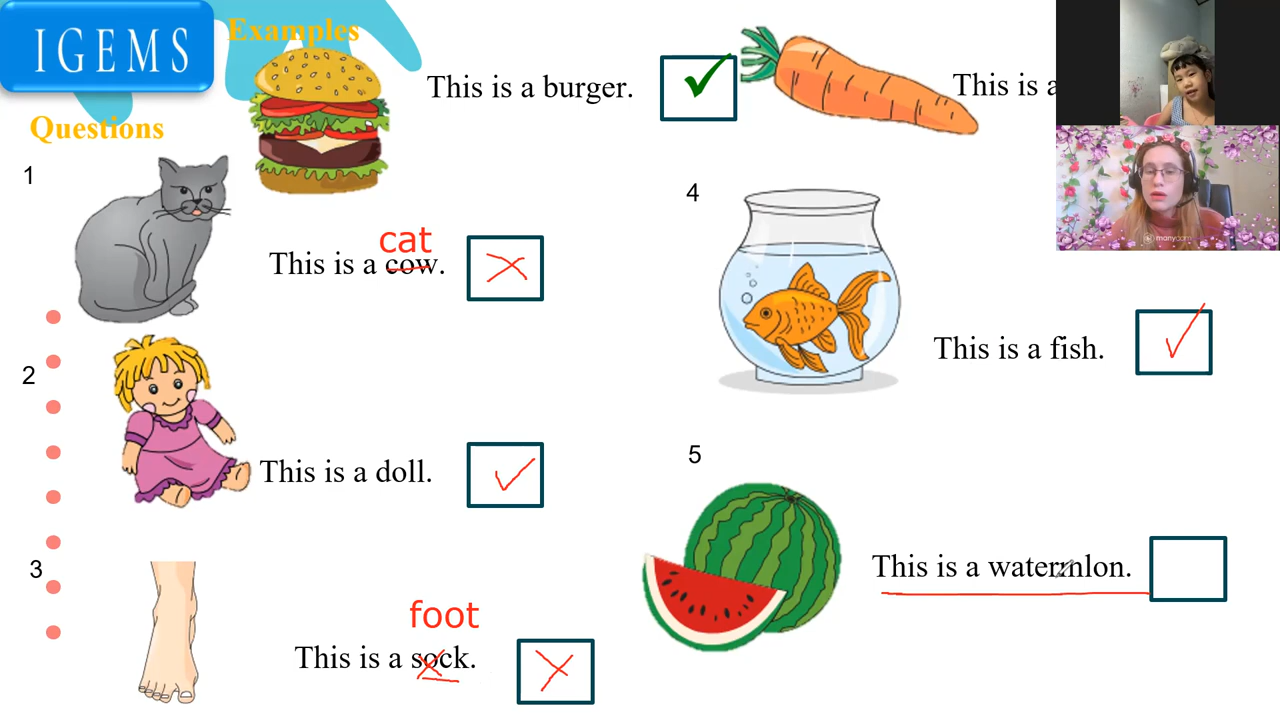 IGEMS
Examples
Questions
This is a burger.
This is a
1
cat
This is a cow.
2
This is a doll.
3
foot
This is a sock.
4
This is a fish.
5
This is a watermlon.